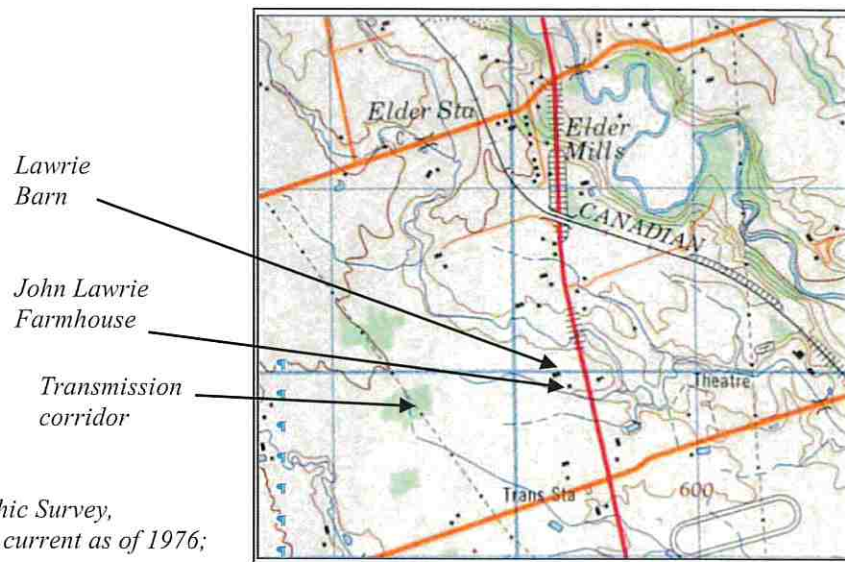 Lawrie
Barn
John Lawrie
Farmhouse
Transmission
corridor
hic Survey,
current as of 1976;
Elder Sta
Elder
Mills
CANADIAN
Theatre
Trans Sta
600